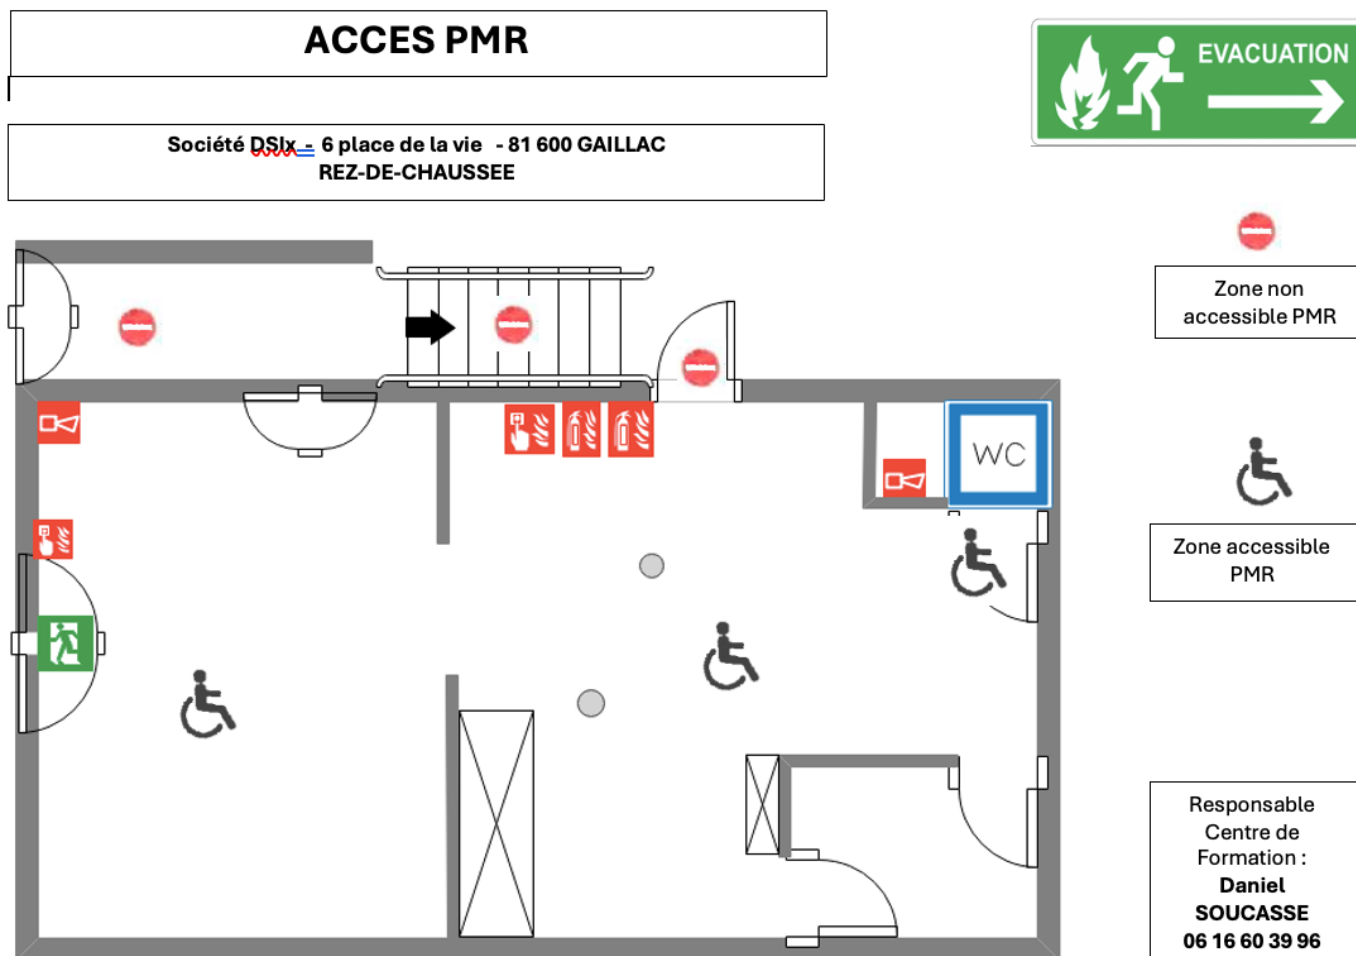 ACCES PMR
EVACUATION
Société DSIx - 6 place de la vie - 81 600 GAILLAC
REZ-DE-CHAUSSEE
Zone non
accessible PMR
WC
Zone accessible
PMR
Responsable
Centre de
Formation :
Daniel
SOUCASSE
06 16 60 39 96